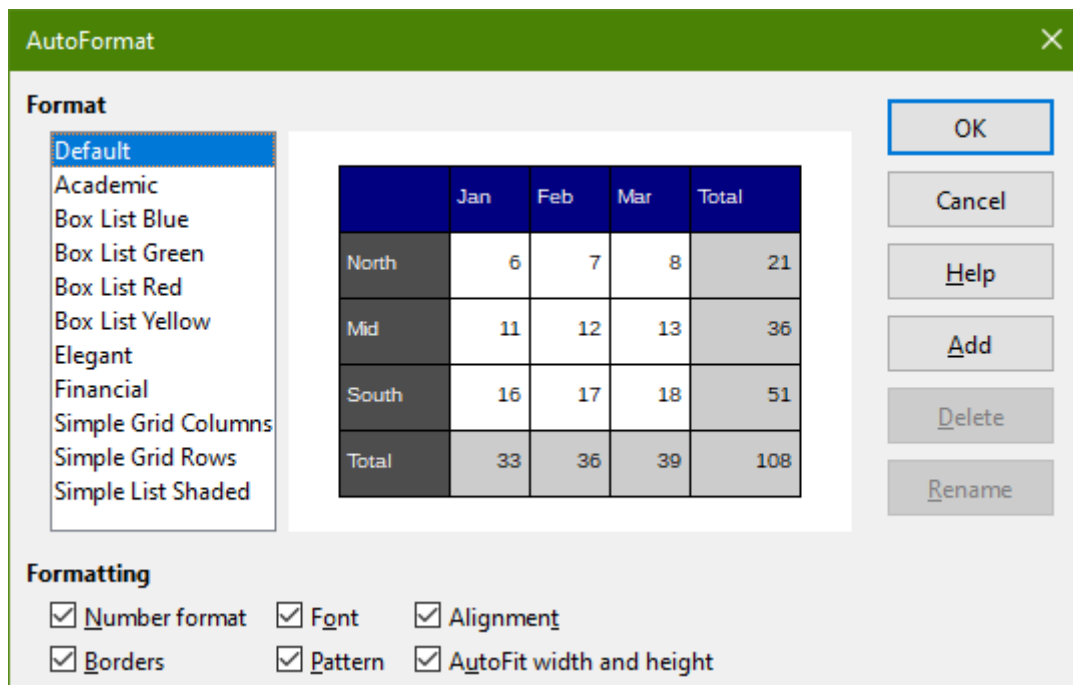 AutoFormat
Format
Default
Academic
Box List Blue
Box List Green
Box List Red
Box List Yellow
Elegant
Financial
Simple Grid Columns
Simple Grid Rows
Simple List Shaded
Jan Feb Mar Total
North 6 7 8 21
Mid 11 12 13 36
South 16 17 18 51
Total 33 36 39 108
OK
Cancel
Help
Add
Delete
Rename
Formatting
Number format Font Alignment
Borders Pattern AutoFit width and height